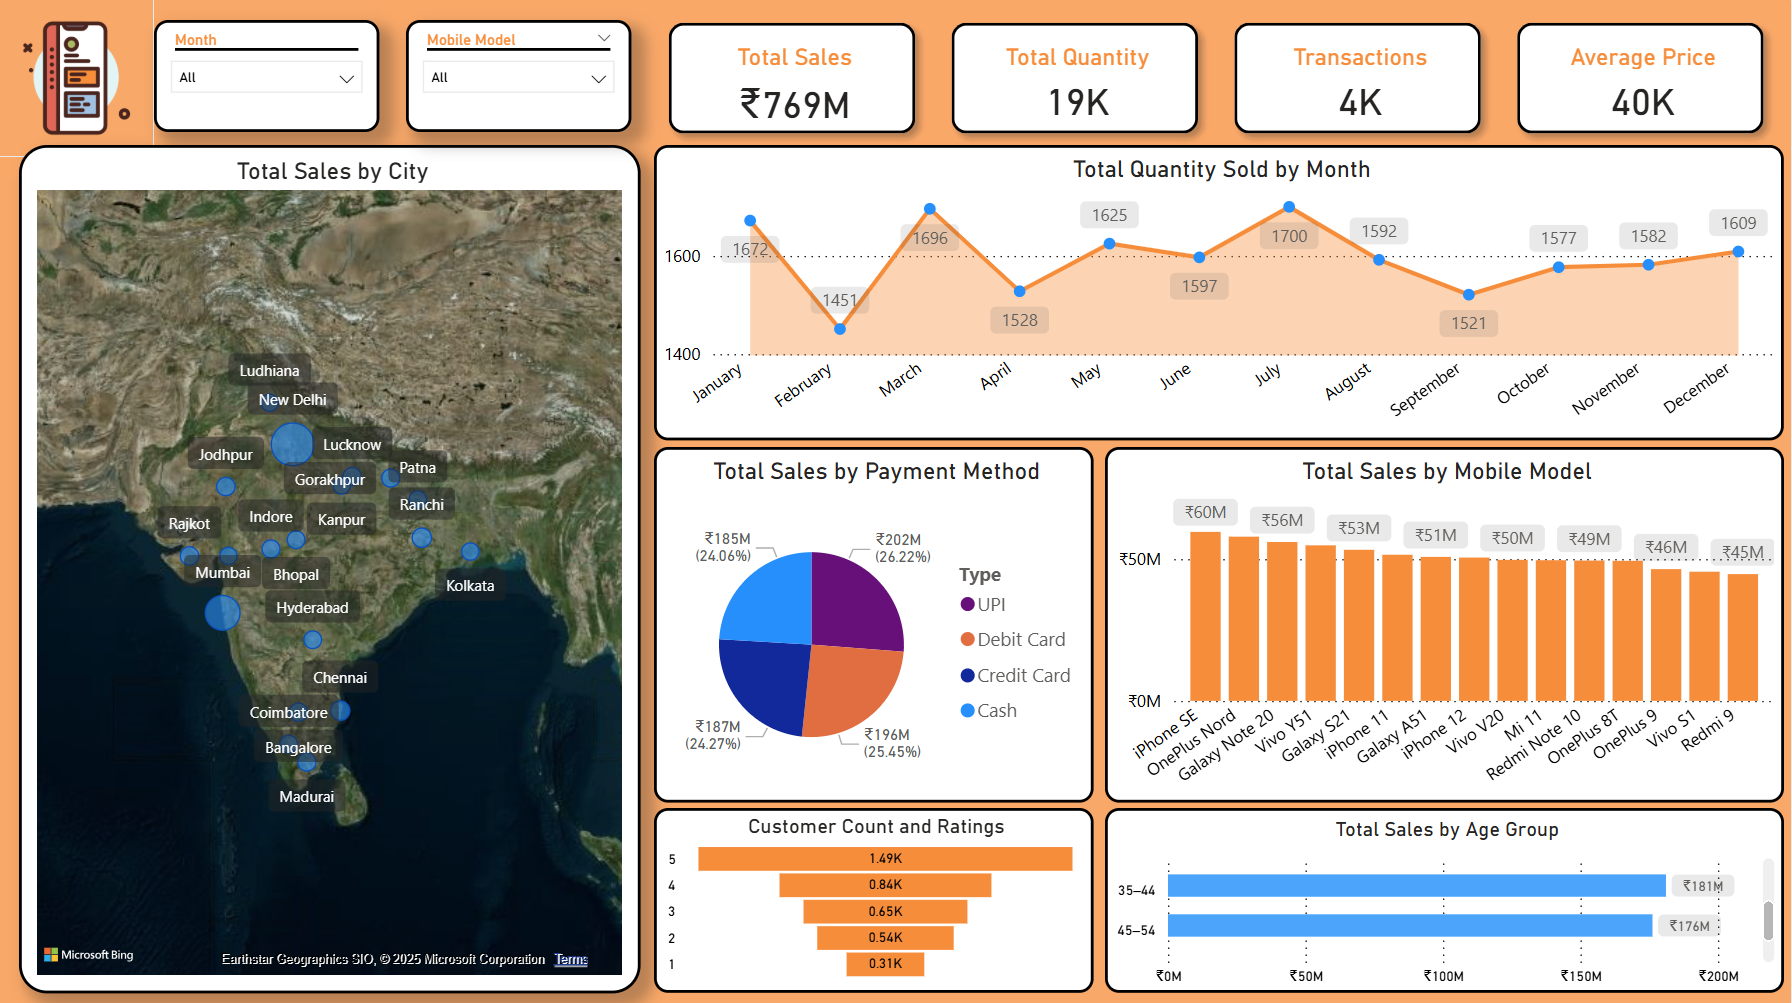 Month
All
Mobile Model
All
Total Sales
₹769M
Total Quantity
19K
Transactions
4K
Average Price
40K
Total Sales by City
Ludhiana
New Delhi
Lucknow
Jodhpur
Patna
Gorakhpur
Ranchi
Indore
Kanpur
Rajkot
Mumbai
Bhopal
Kolkata
Hyderabad
Chennai
Coimbatore
Bangalore
Madurai
Microsoft Bing
Earthstar Geographics SIO, © 2025 Microsoft Corporation Terms
Total Quantity Sold by Month
1600
1400
1672
1451
1696
1528
1625
1597
1700
1592
1521
1577
1582
1609
January
February
March
April
May
June
July
August
September
October
November
December
Total Sales by Payment Method
₹185M
(24.06%)
₹202M
(26.22%)
₹187M
(24.27%)
₹196M
(25.45%)
Type
UPI
Debit Card
Credit Card
Cash
Total Sales by Mobile Model
₹50M
₹0M
₹60M
₹56M
₹53M
₹51M
₹50M
₹49M
₹46M
₹45M
iPhone SE
OnePlus Nord
Galaxy Note 20
Vivo Y51
Galaxy S21
iPhone 11
Galaxy A51
iPhone 12
Vivo V20
Mi 11
Redmi Note 10
OnePlus 8T
OnePlus 9
Vivo S1
Redmi 9
Customer Count and Ratings
5 1.49K
4 0.84K
3 0.65K
2 0.54K
1 0.31K
Total Sales by Age Group
35–44 ₹181M
45–54 ₹176M
₹0M ₹50M ₹100M ₹150M ₹200M